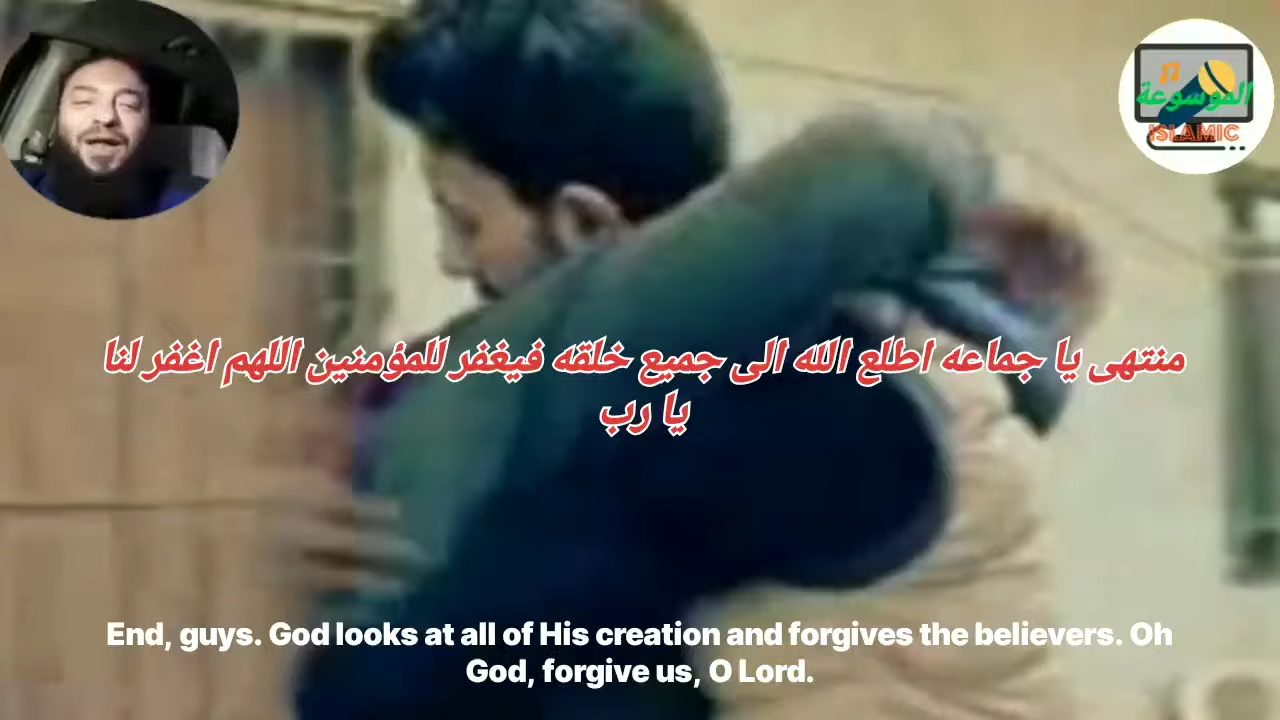 الموسوعة
ISLAMIC
منتهى يا جماعه اطلع الله الى جميع خلقه فيغفر للمؤمنين اللهم اغفر لنا
يا رب
End, guys. God looks at all of His creation and forgives the believers. Oh
God, forgive us, O Lord.